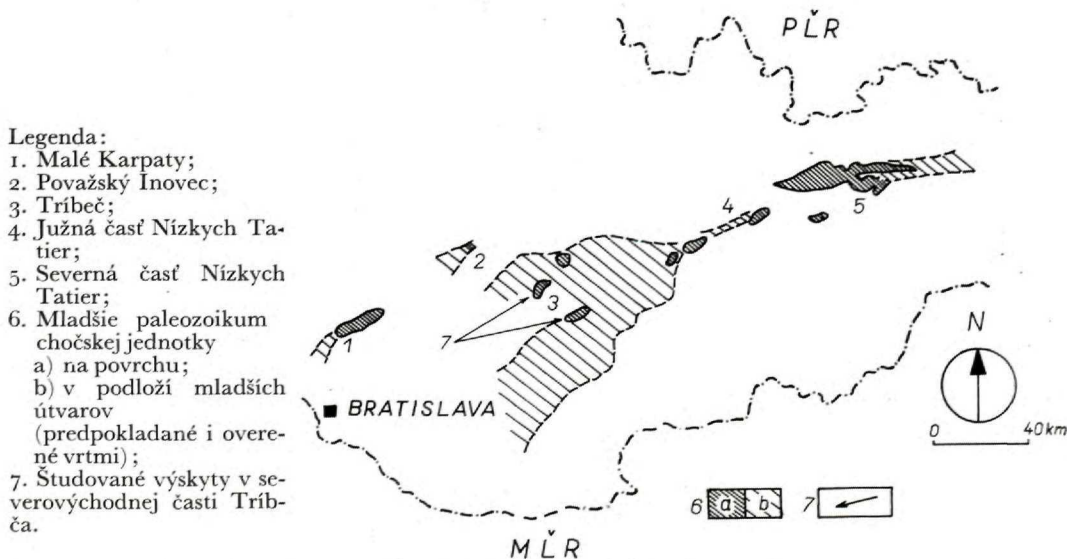 PĽR
Legenda:
1. Malé Karpaty;
2. Považský Inovec;
3. Tríbeč;
4. Južná časť Nízkych Ta-
tier;
5. Severná časť Nízkych
Tatier;
6. Mladšie paleozoikum
chočskej jednotky
a) na povrchu;
b) v podloží mladších
útvarov
(predpokladané i overe-
né vrtmi);
7. Študované výskyty v se-
verovýchodnej časti Tríb-
ča.
4
5
2
3
7
1
BRATISLAVA
N
0 40 km
6 a b 7
MĽR